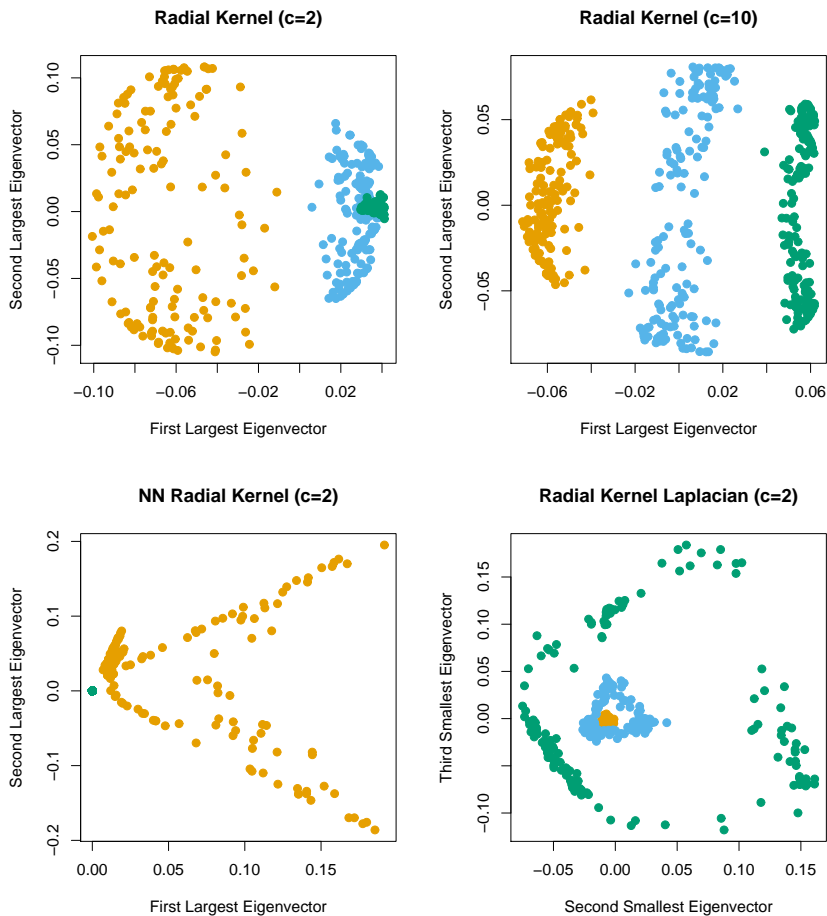 Radial Kernel (c=2)
Second Largest Eigenvector
0.10
0.05
0.00
−0.05
−0.10
−0.10
−0.06
−0.02
0.02
First Largest Eigenvector
Radial Kernel (c=10)
Second Largest Eigenvector
0.05
0.00
−0.05
−0.06
−0.02
0.02
0.06
First Largest Eigenvector
NN Radial Kernel (c=2)
Second Largest Eigenvector
0.2
0.1
0.0
−0.1
−0.2
0.00
0.05
0.10
0.15
First Largest Eigenvector
Radial Kernel Laplacian (c=2)
Third Smallest Eigenvector
0.15
0.10
0.05
0.00
−0.10
−0.05
0.00
0.05
0.10
0.15
Second Smallest Eigenvector